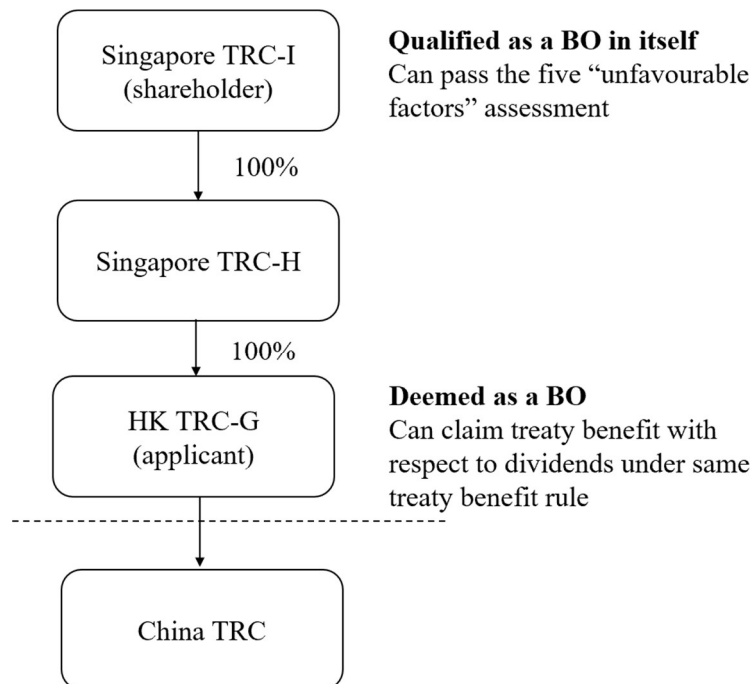 Singapore TRC-I
(shareholder)
Qualified as a BO in itself
Can pass the five “unfavourable
factors” assessment
100%
Singapore TRC-H
100%
HK TRC-G
(applicant)
Deemed as a BO
Can claim treaty benefit with
respect to dividends under same
treaty benefit rule
China TRC